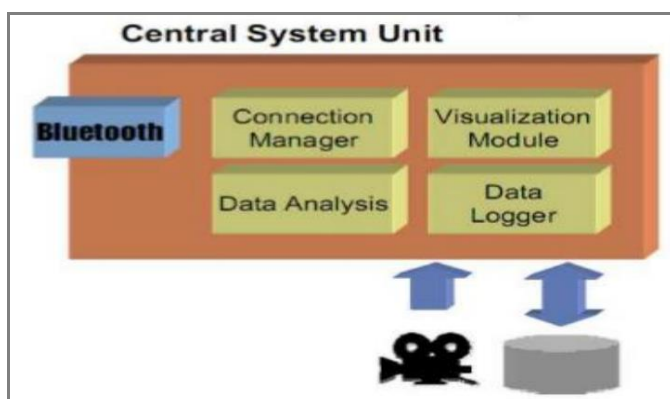 Central System Unit
Bluetooth
Connection
Manager
Visualization
Module
Data Analysis
Data
Logger